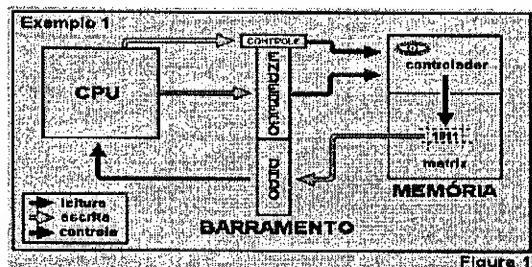 Exemplo 1
CONTROLE
ENDEREÇO
DADO
CPU
controlador
1011
matriz
MEMÓRIA
leitura
escrita
controle
BARRAMENTO
Figura 1